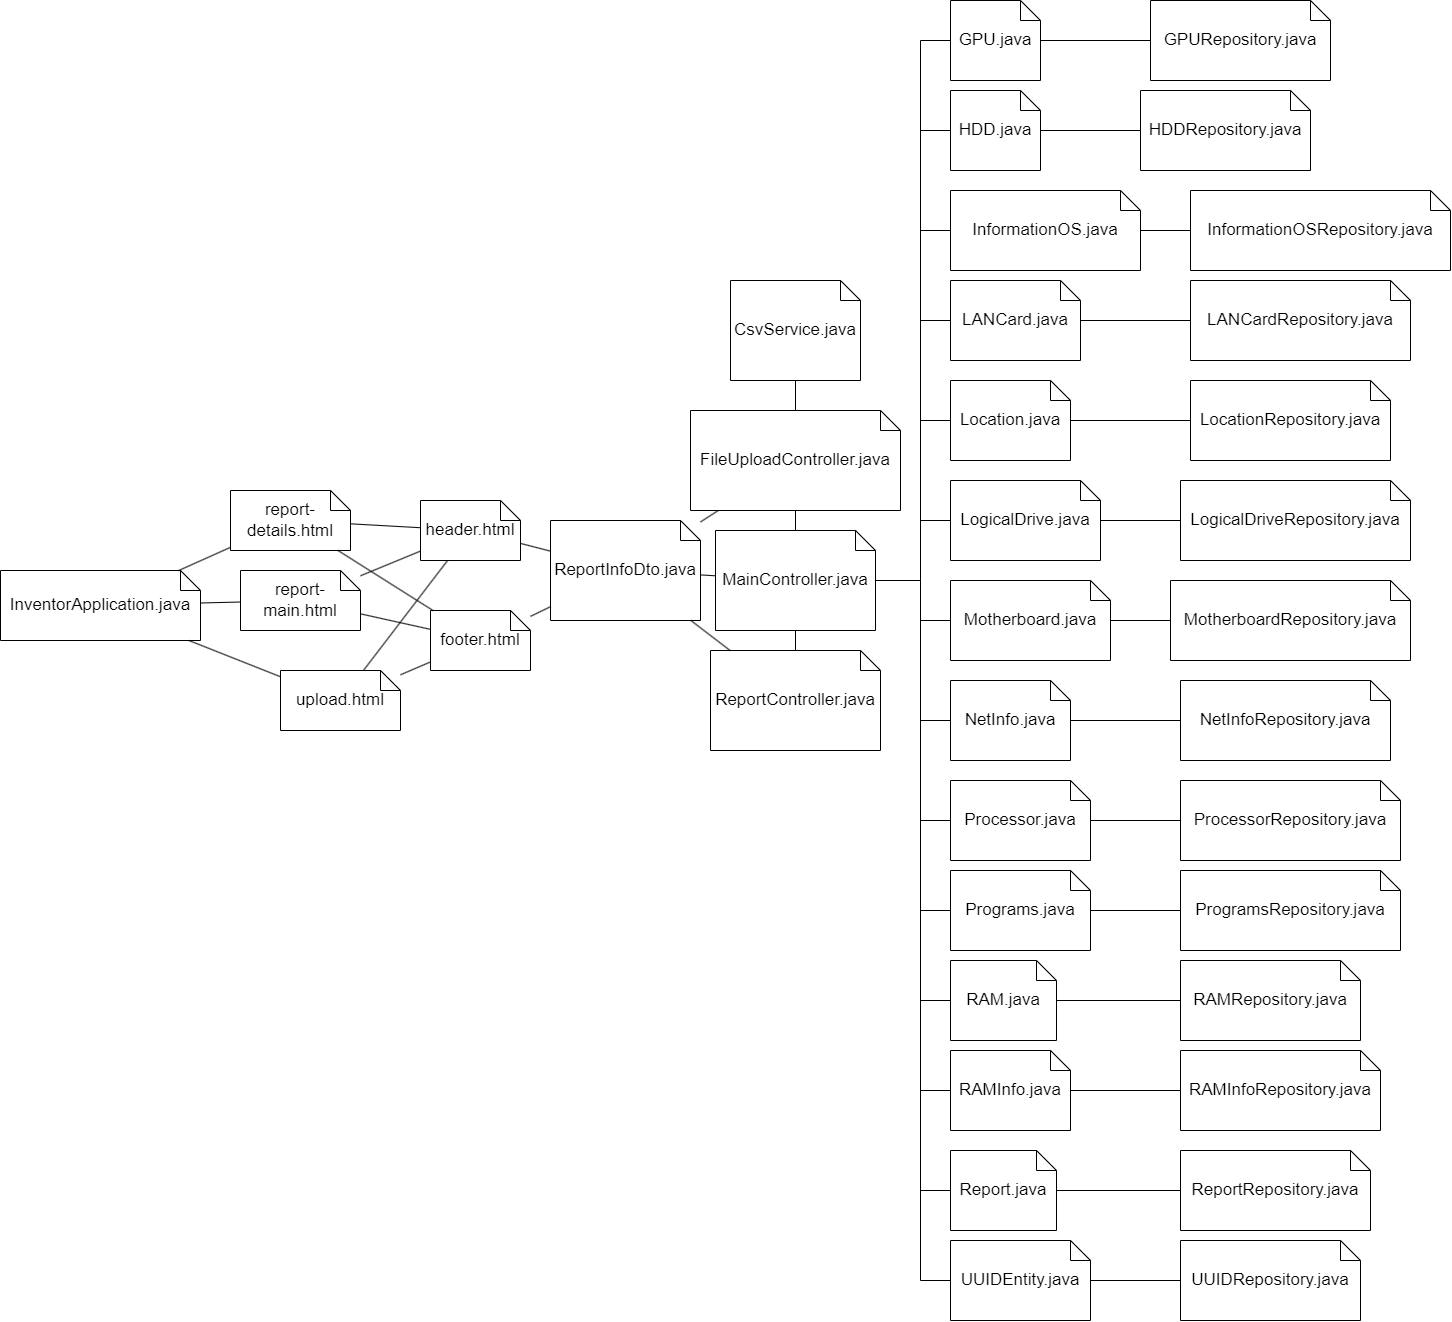 GPU.java
GPURepository.java
HDD.java
HDDRepository.java
InformationOS.java
InformationOSRepository.java
CsvService.java
LANCard.java
LANCardRepository.java
FileUploadController.java
Location.java
LocationRepository.java
report-
details.html
header.html
LogicalDrive.java
LogicalDriveRepository.java
InventorApplication.java
report-
main.html
ReportInfoDto.java
MainController.java
footer.html
Motherboard.java
MotherboardRepository.java
upload.html
ReportController.java
NetInfo.java
NetInfoRepository.java
Processor.java
ProcessorRepository.java
Programs.java
ProgramsRepository.java
RAM.java
RAMRepository.java
RAMInfo.java
RAMInfoRepository.java
Report.java
ReportRepository.java
UUIDEntity.java
UUIDRepository.java